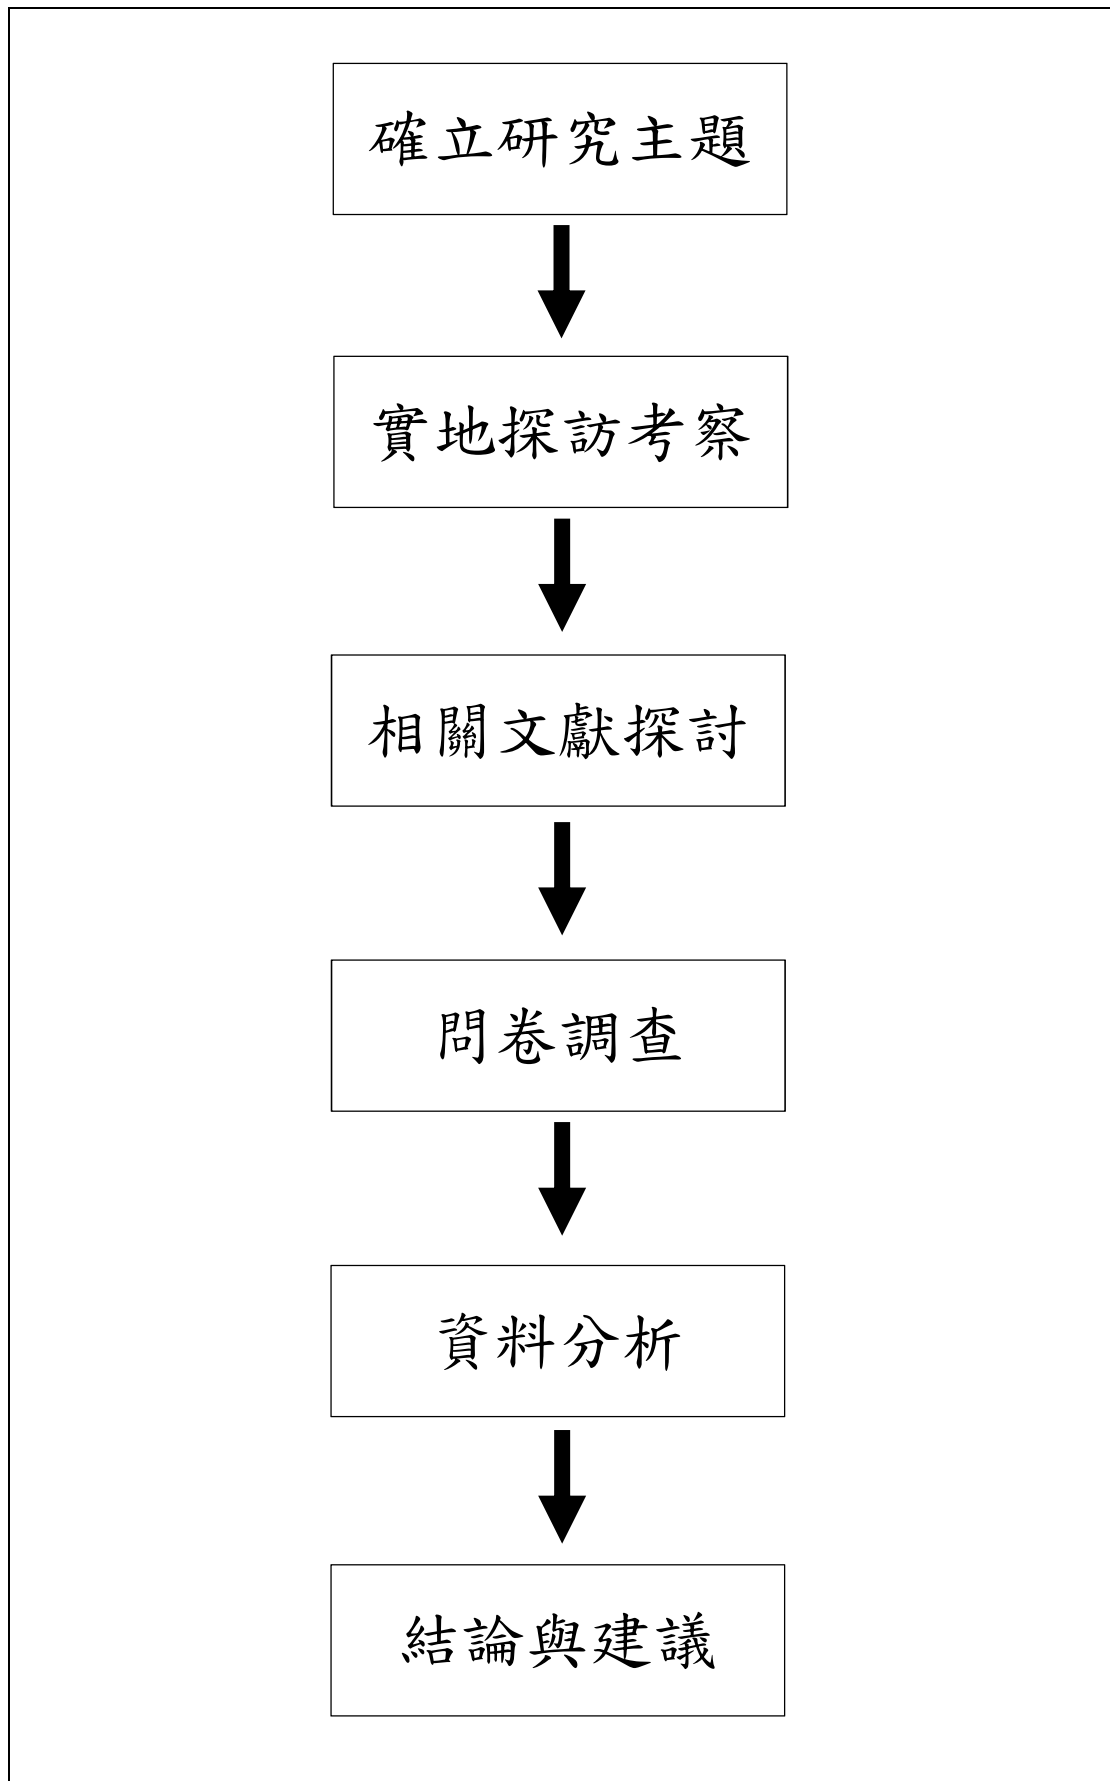 確立研究主題
實地探訪考察
相關文獻探討
問卷調查
資料分析
結論與建議